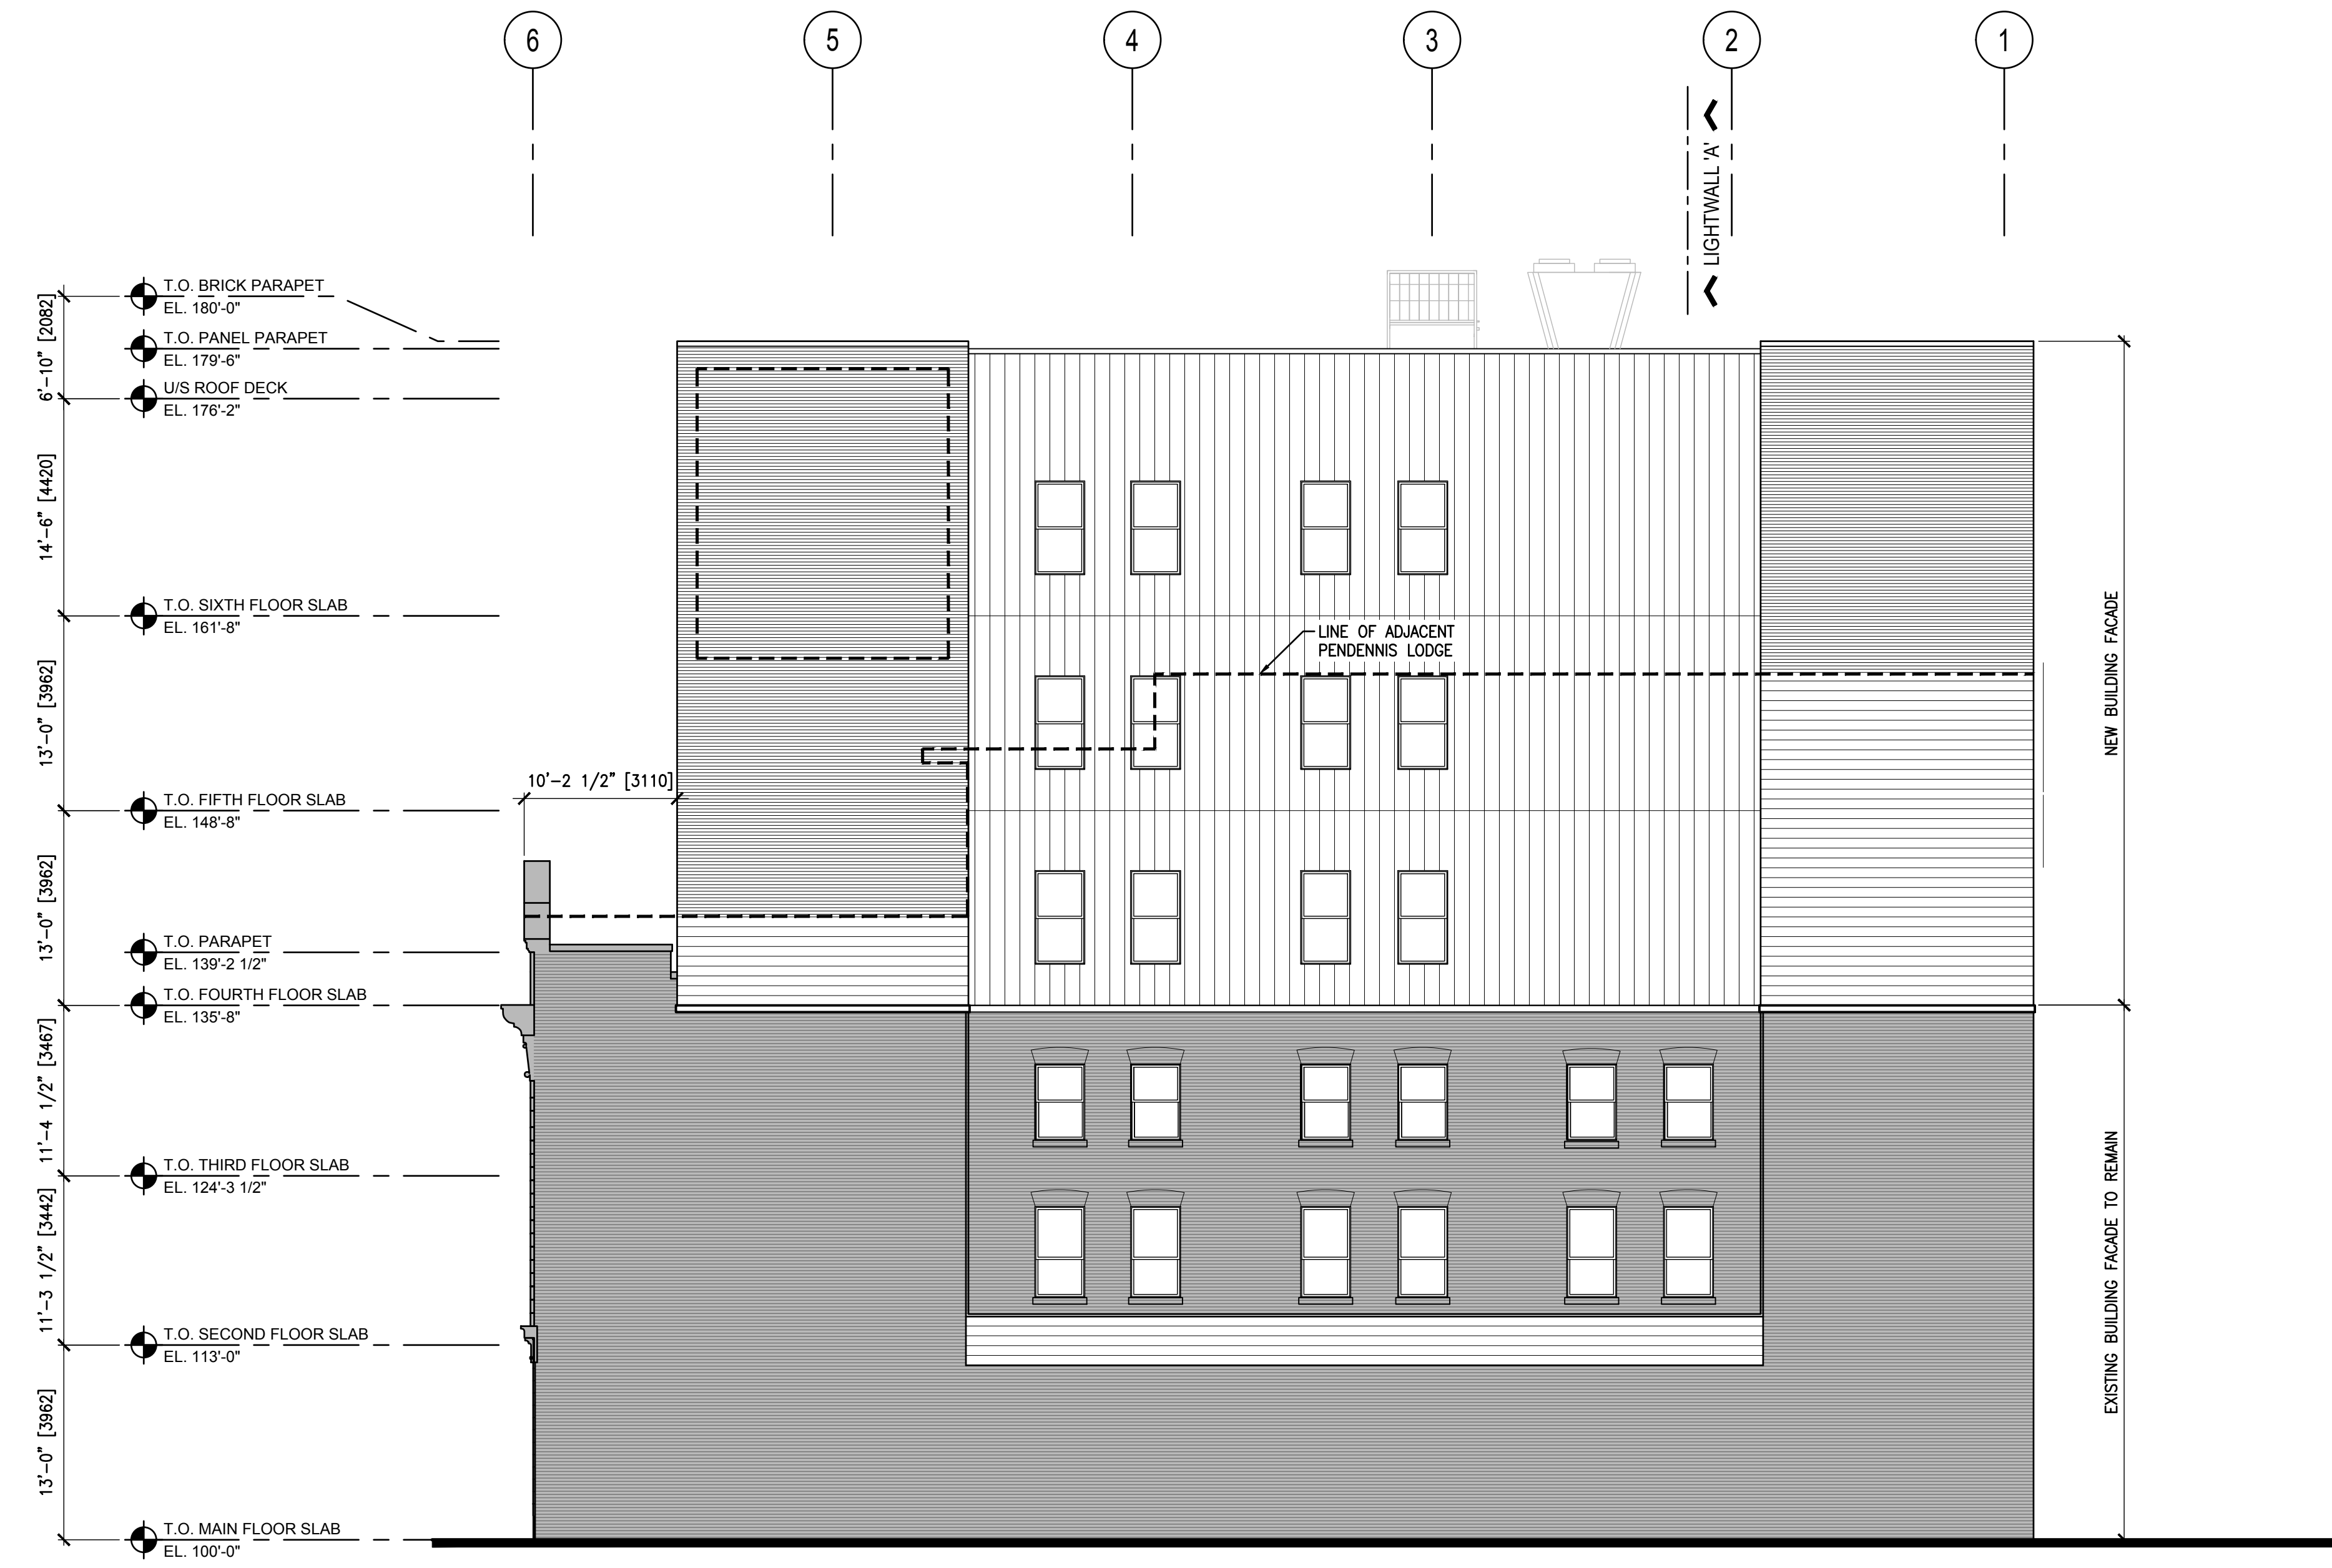 6
5
4
3
2
1
LIGHTWALL 'A'
T.O. BRICK PARAPET
EL. 180'-0"
T.O. PANEL PARAPET
EL. 179'-6"
U/S ROOF DECK
EL. 176'-2"
6'-10" [2082]
14'-6" [4420]
T.O. SIXTH FLOOR SLAB
EL. 161'-8"
LINE OF ADJACENT
PENDENNIS LODGE
NEW BUILDING FACADE
13'-0" [3962]
10'-2 1/2" [3110]
T.O. FIFTH FLOOR SLAB
EL. 148'-8"
13'-0" [3962]
T.O. PARAPET
EL. 139'-2 1/2"
T.O. FOURTH FLOOR SLAB
EL. 135'-8"
11'-4 1/2" [3467]
T.O. THIRD FLOOR SLAB
EL. 124'-3 1/2"
EXISTING BUILDING FACADE TO REMAIN
11'-3 1/2" [3442]
T.O. SECOND FLOOR SLAB
EL. 113'-0"
13'-0" [3962]
T.O. MAIN FLOOR SLAB
EL. 100'-0"